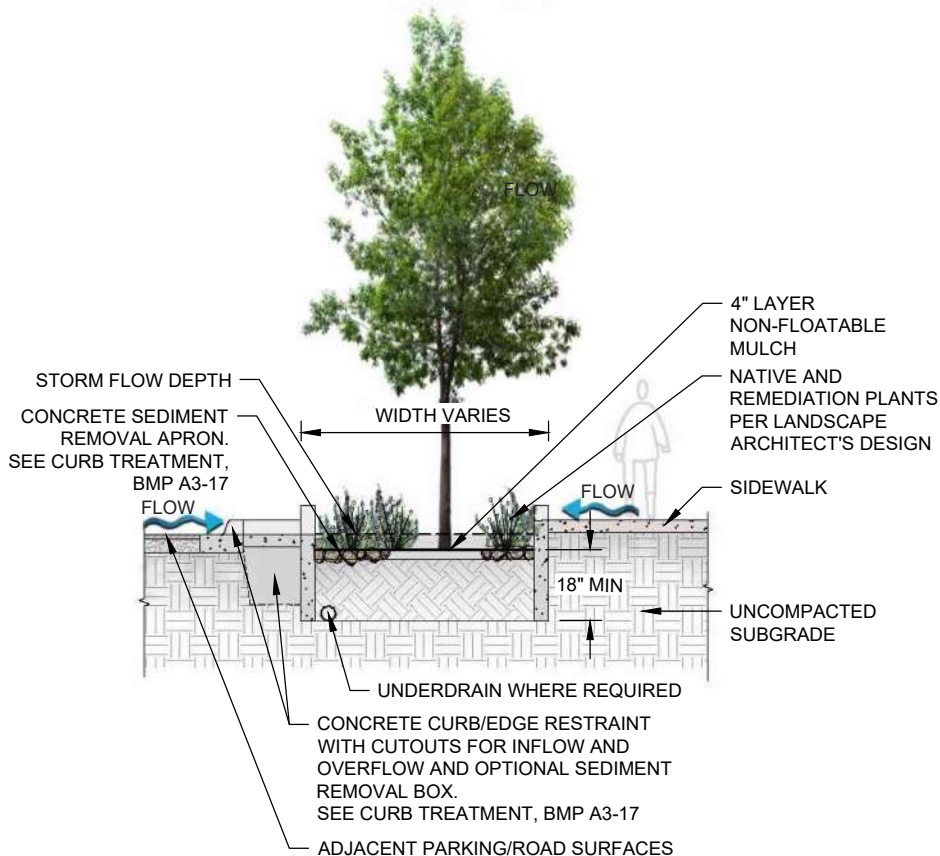 FLOW
4" LAYER
NON-FLOATABLE
MULCH
STORM FLOW DEPTH
NATIVE AND
REMEDIATION PLANTS
PER LANDSCAPE
ARCHITECT'S DESIGN
WIDTH VARIES
CONCRETE SEDIMENT
REMOVAL APRON.
SEE CURB TREATMENT,
BMP A3-17
FLOW
FLOW
SIDEWALK
18" MIN
UNCOMPACTED
SUBGRADE
UNDERDRAIN WHERE REQUIRED
CONCRETE CURB/EDGE RESTRAINT
WITH CUTOUTS FOR INFLOW AND
OVERFLOW AND OPTIONAL SEDIMENT
REMOVAL BOX.
SEE CURB TREATMENT, BMP A3-17
ADJACENT PARKING/ROAD SURFACES